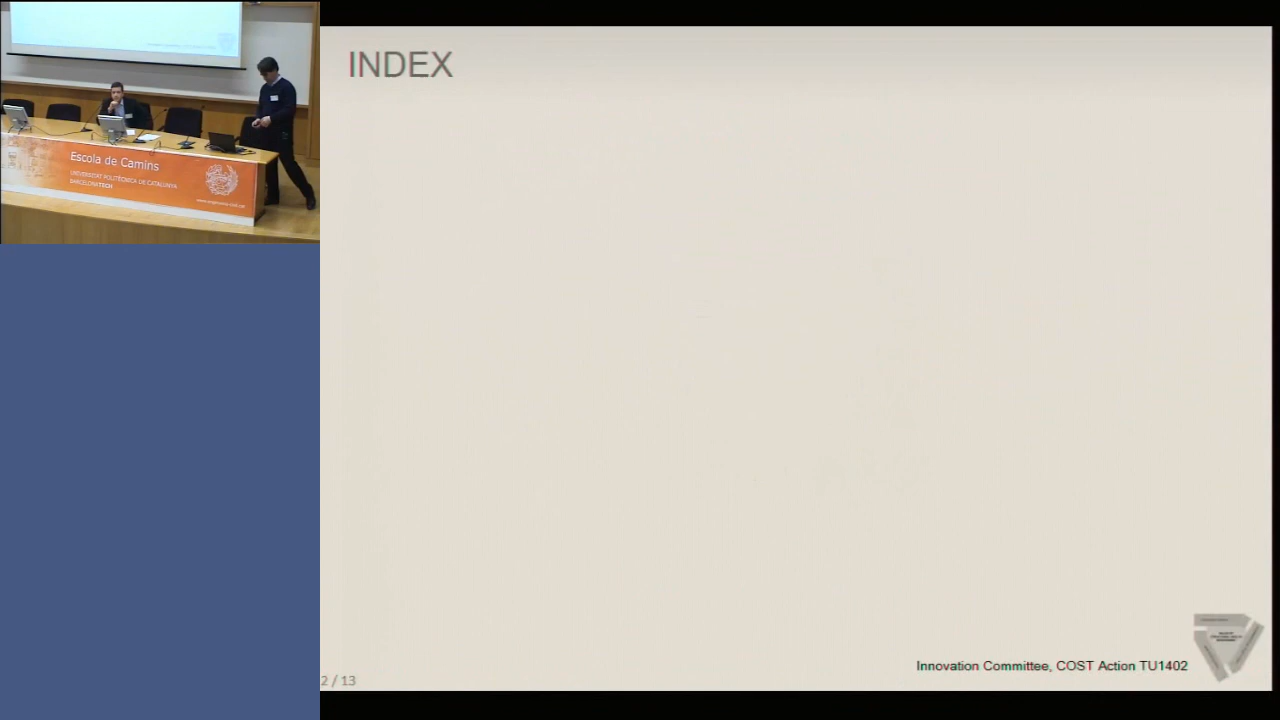 INDEX
Escola de Camins
UNIVERSITAT POLITÈCNICA DE CATALUNYA
BARCELONATECH
Innovation Committee, COST Action TU1402
2 / 13